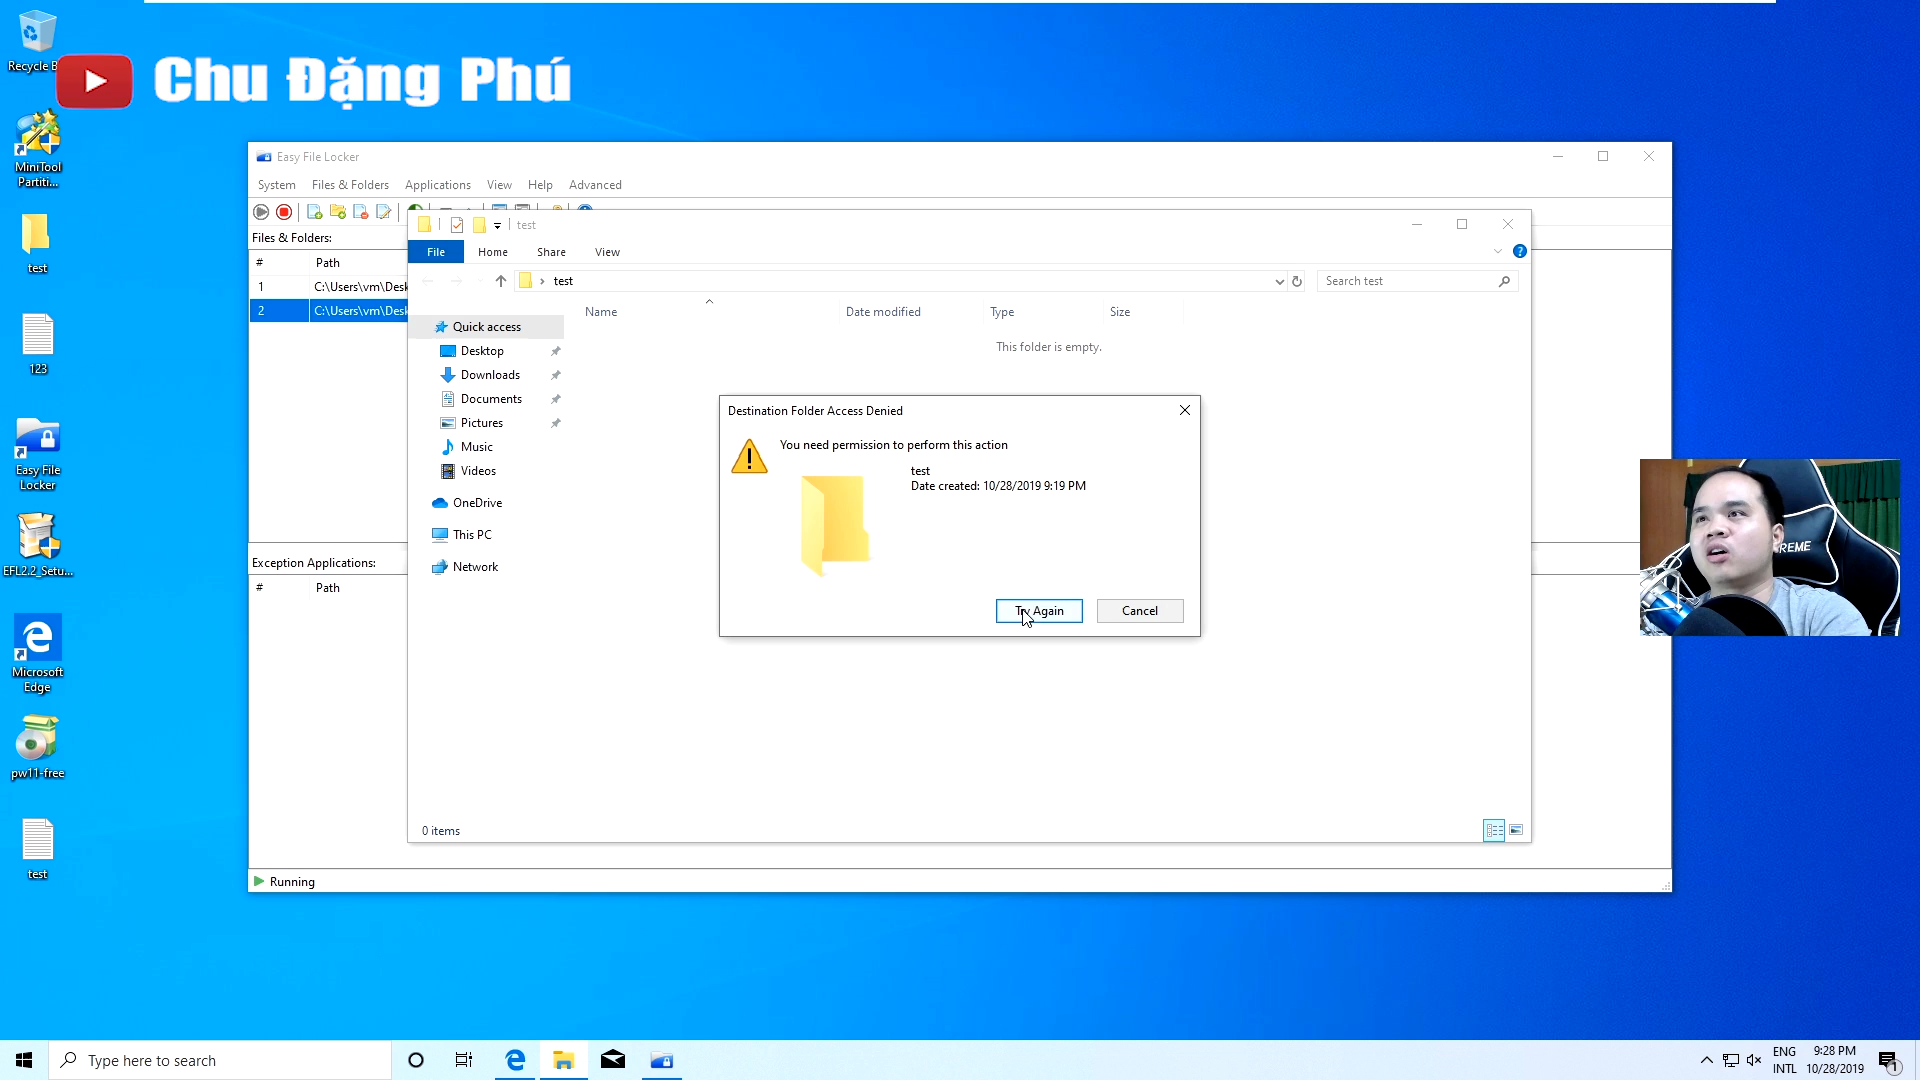 Recycle B
Chu Đặng Phú
MiniTool
Partiti...
test
123
Easy File
Locker
EFL2.2_Setu...
Microsoft
Edge
pw11-free
test
Easy File Locker
System Files & Folders Applications View Help Advanced
Files & Folders:
# Path
1 C:\Users\vm\Desk
2 C:\Users\vm\Desk
Exception Applications:
# Path
Running
test
File Home Share View
test
Search test
Name Date modified Type Size
This folder is empty.
Quick access
Desktop
Downloads
Documents
Pictures
Music
Videos
OneDrive
This PC
Network
0 items
Destination Folder Access Denied
You need permission to perform this action
test
Date created: 10/28/2019 9:19 PM
Try Again Cancel
REME
Type here to search
ENG
INTL
9:28 PM
10/28/2019
1